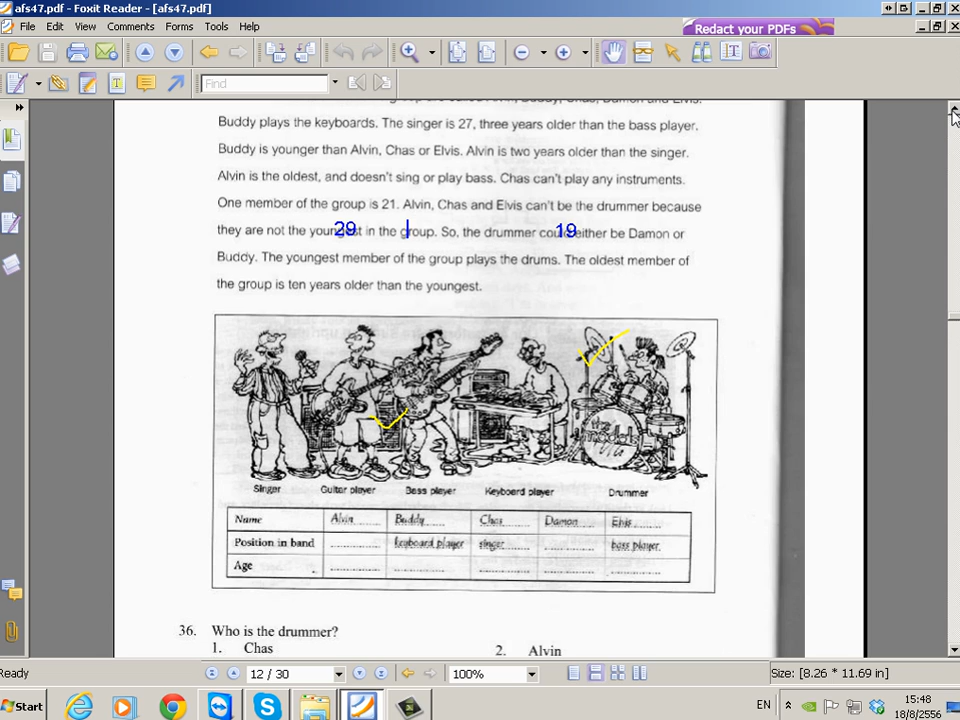 afs47.pdf - Foxit Reader - [afs47.pdf]
File Edit View Comments Forms Tools Help
Redact your PDFs
Find
Buddy, Chas, Damon and Elvis.
Buddy plays the keyboards. The singer is 27, three years older than the bass player.
Buddy is younger than Alvin, Chas or Elvis. Alvin is two years older than the singer.
Alvin is the oldest, and doesn't sing or play bass. Chas can't play any instruments.
One member of the group is 21. Alvin, Chas and Elvis can't be the drummer because
they are not the youngest in the group. So, the drummer could either be Damon or
29 19
Buddy. The youngest member of the group plays the drums. The oldest member of
the group is ten years older than the youngest.
the
models
Singer Guitar player Bass player Keyboard player Drummer
Name Alvin Buddy Chas Damon Elvis
Position in band keyboard player singer bass player
Age
36. Who is the drummer?
1. Chas 2. Alvin
Ready 12 / 30 100% Size: [8.26 * 11.69 in]
Start EN 15:48
18/8/2556